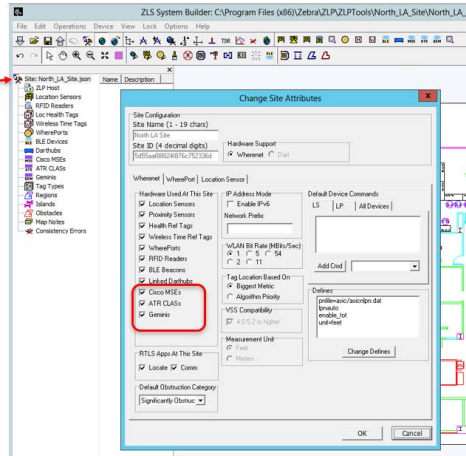 ZLS System Builder: C:\Program Files (x86)\Zebra\ZLP\ZLPTools\North_LA_Site\North_LA_
File Edit Operations Device View Lock Options Help
TDR
Site: North_LA_Site.json
ZLP Host
Location Sensors
RFID Readers
Loc Health Tags
Wireless Time Tags
WherePorts
BLE Devices
Darthubs
Cisco MSEs
ATR CLASs
Geminis
Tag Types
Regions
Islands
Obstacles
Map Notes
Consistency Errors
Name Description
Change Site Attributes
Site Configuration
Site Name (1 - 19 chars)
North LA Site
Site ID (4 decimal digits)
Hardware Support
Wherenet Dart
Wherenet WherePort Location Sensor
Hardware Used At This Site
Location Sensors
Proximity Sensors
Health Ref Tags
Wireless Time Ref Tags
WherePorts
RFID Readers
BLE Beacons
Linked Darthubs
Cisco MSEs
ATR CLASs
Geminis
RTLS Apps At This Site
Locate Comm
Default Obstruction Category
Significantly Obstruc
IP Address Mode
Enable IPv6
Network Prefix:
WLAN Bit Rate (MBits/Sec)
1 5 54
2 11
Tag Location Based On
Biggest Metric
Algorithm Priority
VSS Compatibility
4.0.5.2 or higher
Measurement Unit
Feet
Meters
Default Device Commands
LS LP All Devices
Add Cmd
Defines
pnfile=asic/asicnlpn.dat
lpnauto
enable_tot
unit=feet
Change Defines
OK Cancel